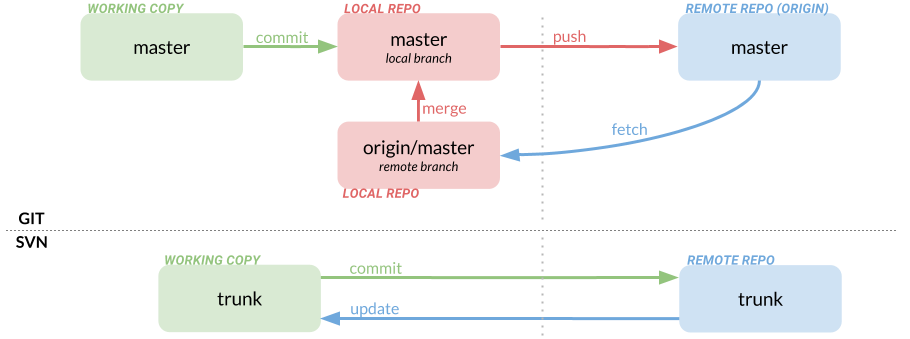 WORKING COPY
LOCAL REPO
REMOTE REPO (ORIGIN)
master
commit
master
local branch
push
master
merge
fetch
origin/master
remote branch
LOCAL REPO
GIT
SVN
WORKING COPY
REMOTE REPO
commit
trunk
trunk
update